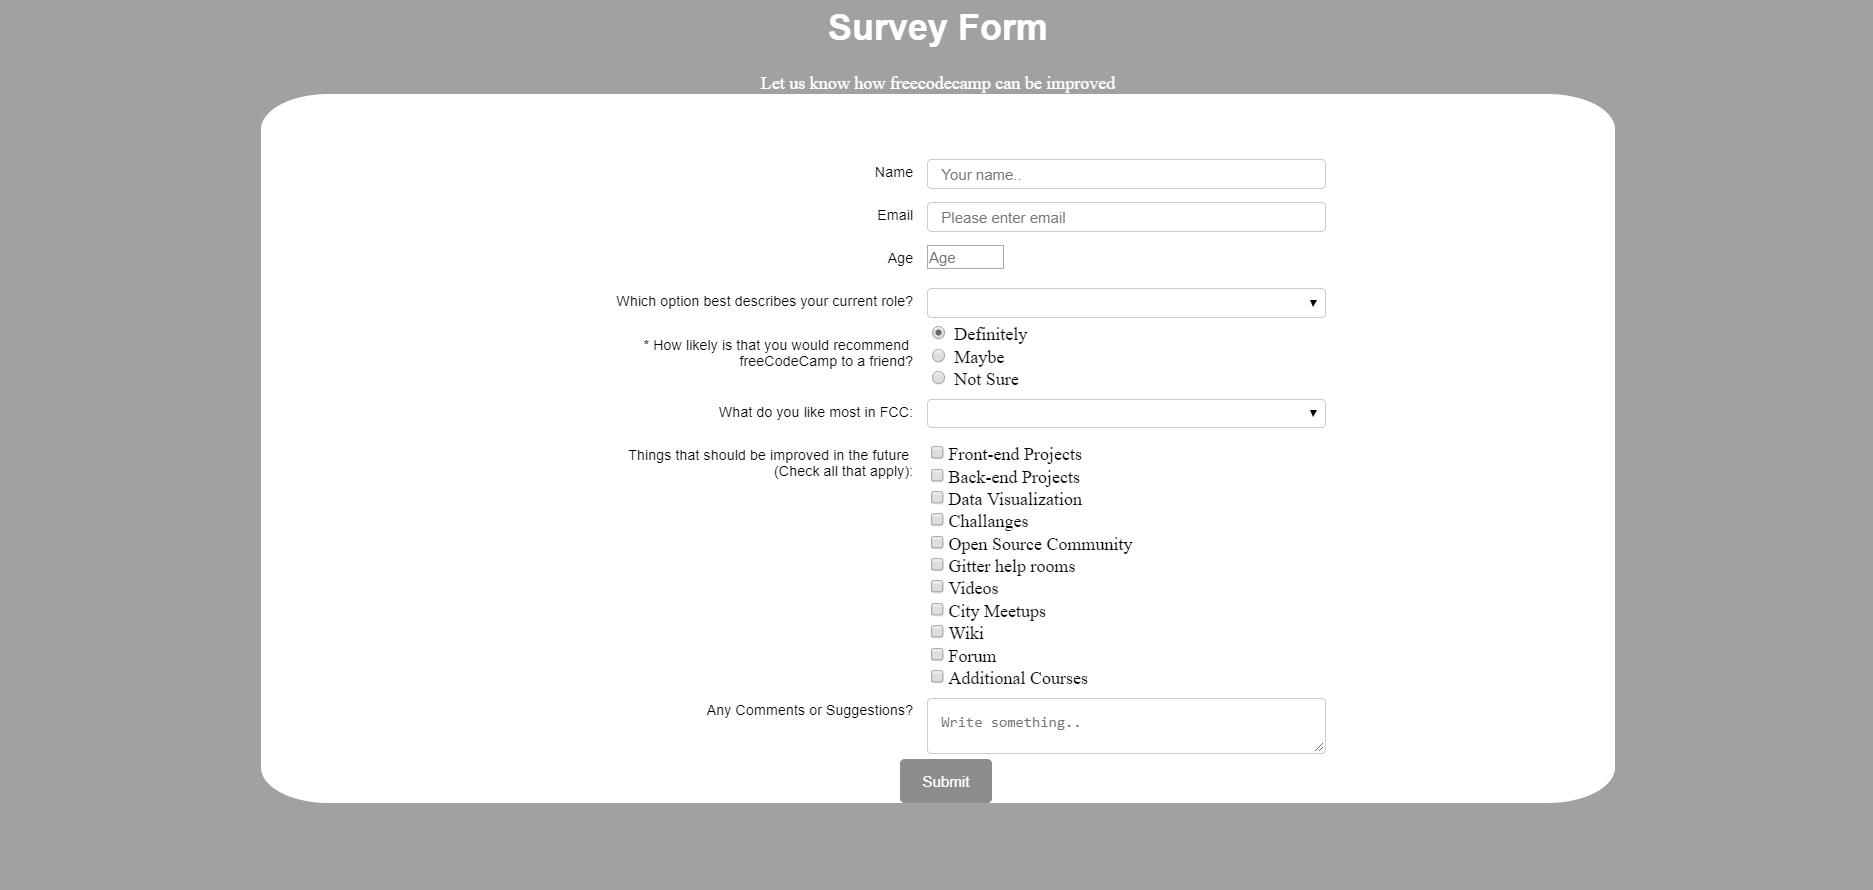 Survey Form
Let us know how freecodecamp can be improved
Name
Your name..
Email
Please enter email
Age
Age
Which option best describes your current role?
* How likely is that you would recommend
freeCodeCamp to a friend?
Definitely
Maybe
Not Sure
What do you like most in FCC:
Things that should be improved in the future
(Check all that apply):
Front-end Projects
Back-end Projects
Data Visualization
Challanges
Open Source Community
Gitter help rooms
Videos
City Meetups
Wiki
Forum
Additional Courses
Any Comments or Suggestions?
Write something..
Submit